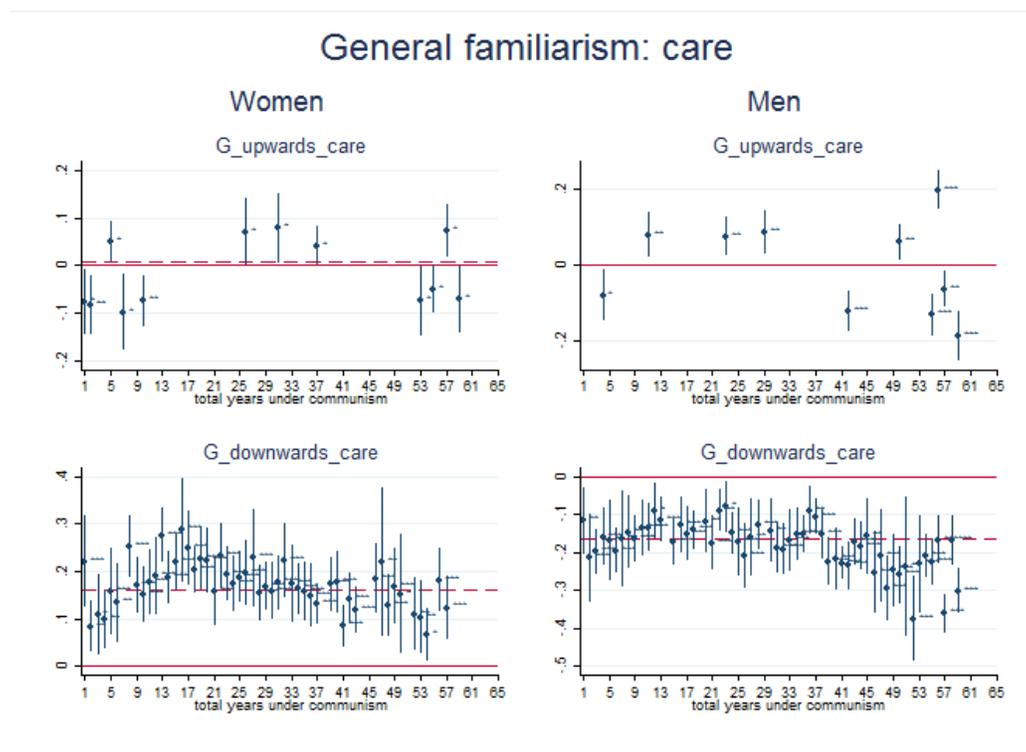 General familiarism: care
Women
Men
G_upwards_care
G_upwards_care
.2
.1
0
-.1
-.2
1 5 9 13 17 21 25 29 33 37 41 45 49 53 57 61 65
total years under communism
.2
0
-.2
1 5 9 13 17 21 25 29 33 37 41 45 49 53 57 61 65
total years under communism
G_downwards_care
G_downwards_care
.4
.3
.2
.1
0
1 5 9 13 17 21 25 29 33 37 41 45 49 53 57 61 65
total years under communism
0
-.1
-.2
-.3
-.4
-.5
1 5 9 13 17 21 25 29 33 37 41 45 49 53 57 61 65
total years under communism